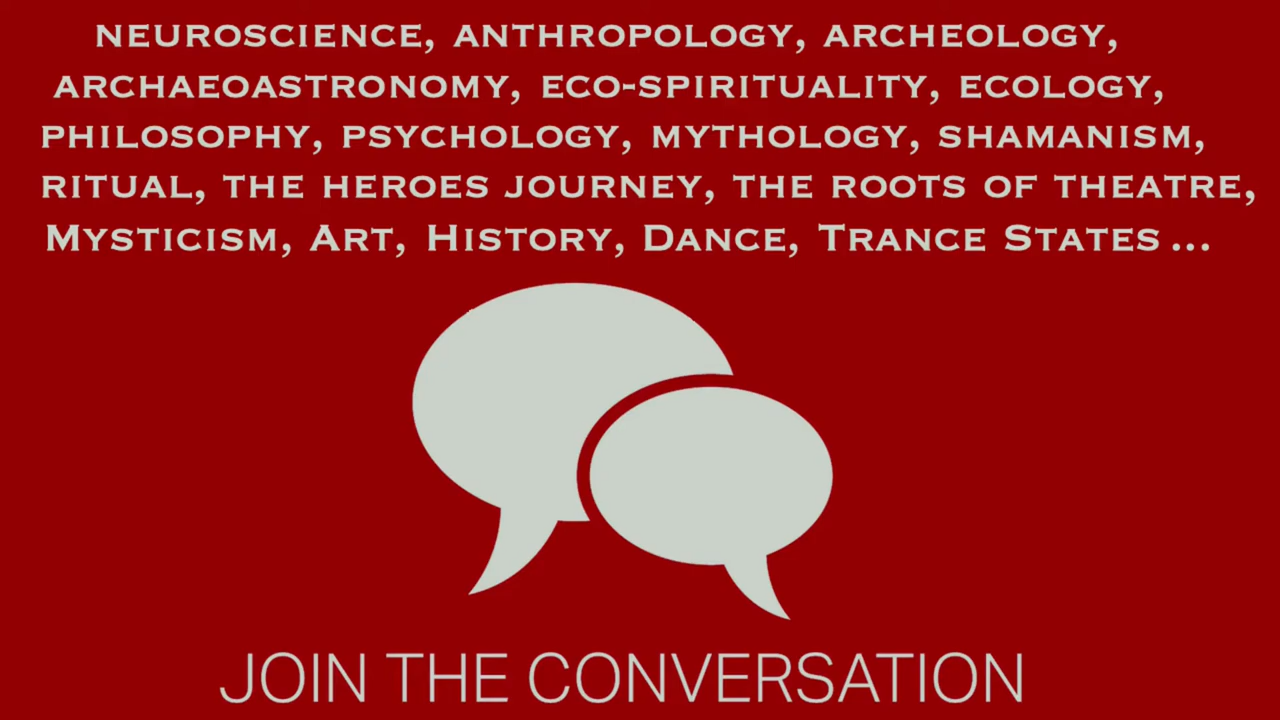 NEUROSCIENCE, ANTHROPOLOGY, ARCHEOLOGY,
ARCHAEOASTRONOMY, ECO-SPIRITUALITY, ECOLOGY,
PHILOSOPHY, PSYCHOLOGY, MYTHOLOGY, SHAMANISM,
RITUAL, THE HEROES JOURNEY, THE ROOTS OF THEATRE,
MYSTICISM, ART, HISTORY, DANCE, TRANCE STATES ...
JOIN THE CONVERSATION